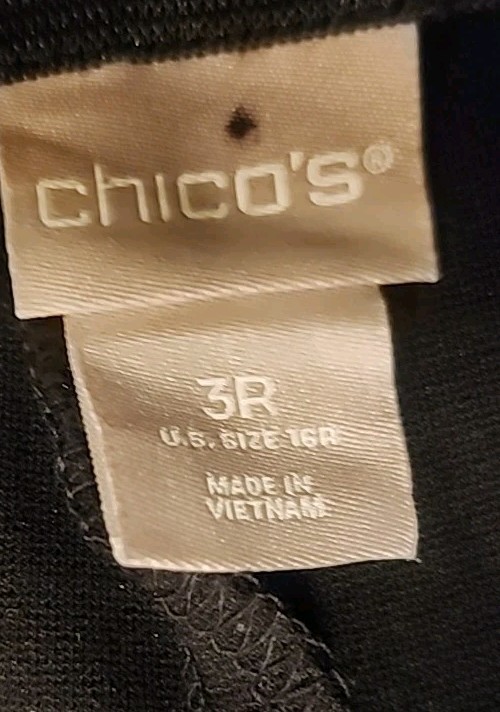 chico's®
3R
U.S. SIZE 16R
MADE IN
VIETNAM